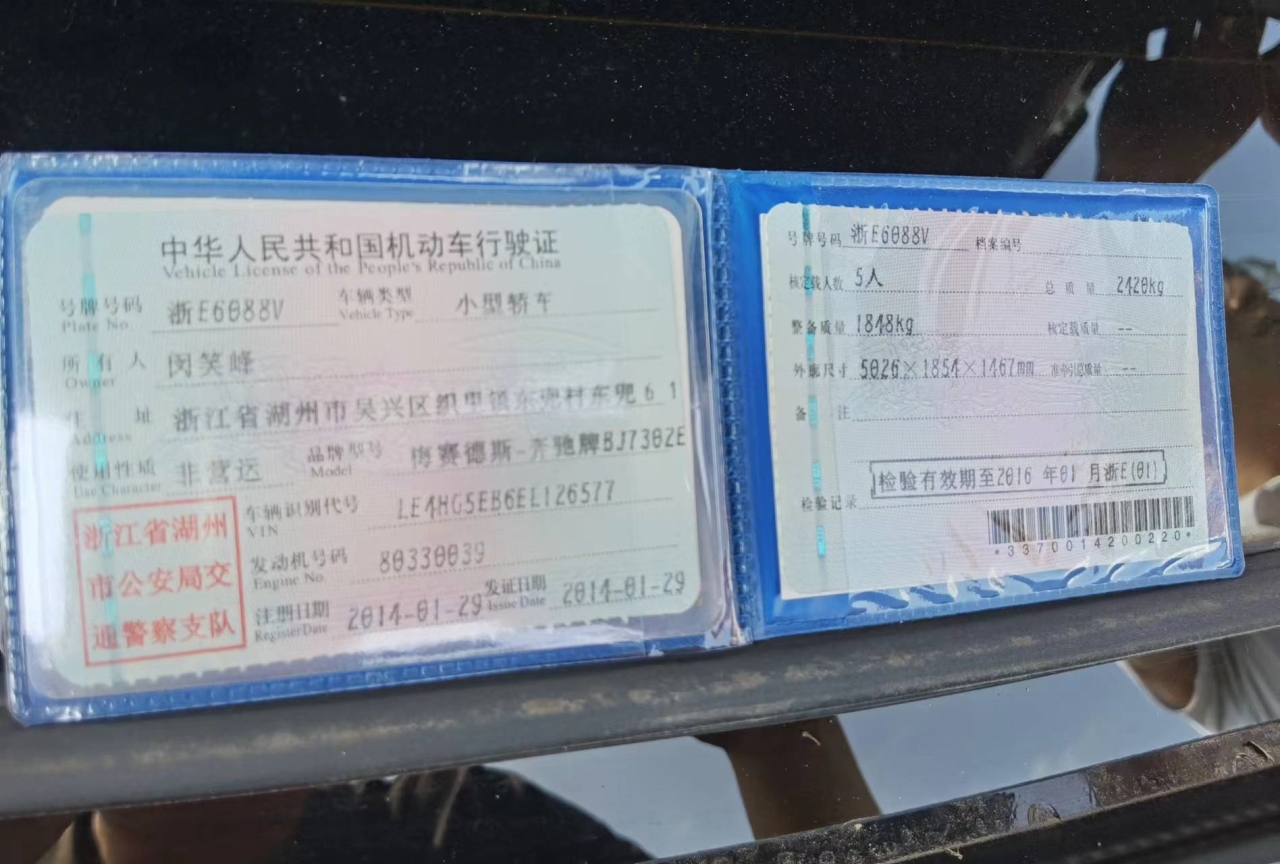 中华人民共和国机动车行驶证
Vehicle License of the People's Republic of China
号牌号码 浙E6088V 车辆类型 小型轿车
Plate No. Vehicle Type
所有人 闵笑峰
Owner
住址 浙江省湖州市吴兴区织里镇东兜村东兜61
Address
使用性质 非营运 品牌型号 梅赛德斯-奔驰牌BJ7302E
Use Character Model
车辆识别代号 LE4HG5EB6EL126577
VIN
发动机号码 80330039
Engine No.
注册日期 2014-01-29 发证日期 2014-01-29
Register Date Issue Date
浙江省湖州
市公安局交
通警察支队
号牌号码 浙E6088V 档案编号
核定载人数 5人 总质量 2420kg
整备质量 1848kg 核定载质量 --
外廓尺寸 5026×1854×1467mm 准牵引总质量 --
备注
检验有效期至2016年01月浙E(01)
检验记录
*3370014200220*